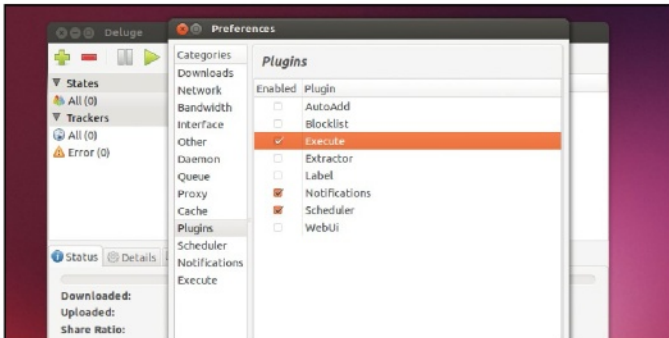 Deluge
Preferences
States
All (0)
Trackers
All (0)
Error (0)
Status
Details
Downloaded:
Uploaded:
Share Ratio:
Categories
Downloads
Network
Bandwidth
Interface
Other
Daemon
Queue
Proxy
Cache
Plugins
Scheduler
Notifications
Execute
Plugins
Enabled Plugin
AutoAdd
Blocklist
Execute
Extractor
Label
Notifications
Scheduler
WebUi